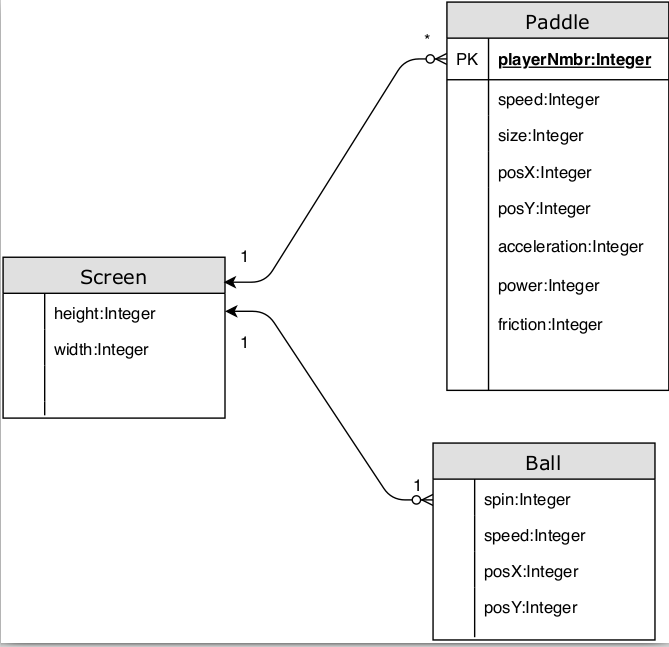 Paddle
*
PK playerNmbr:Integer
speed:Integer
size:Integer
posX:Integer
posY:Integer
acceleration:Integer
power:Integer
friction:Integer
1
Screen
height:Integer
width:Integer
1
Ball
1
spin:Integer
speed:Integer
posX:Integer
posY:Integer